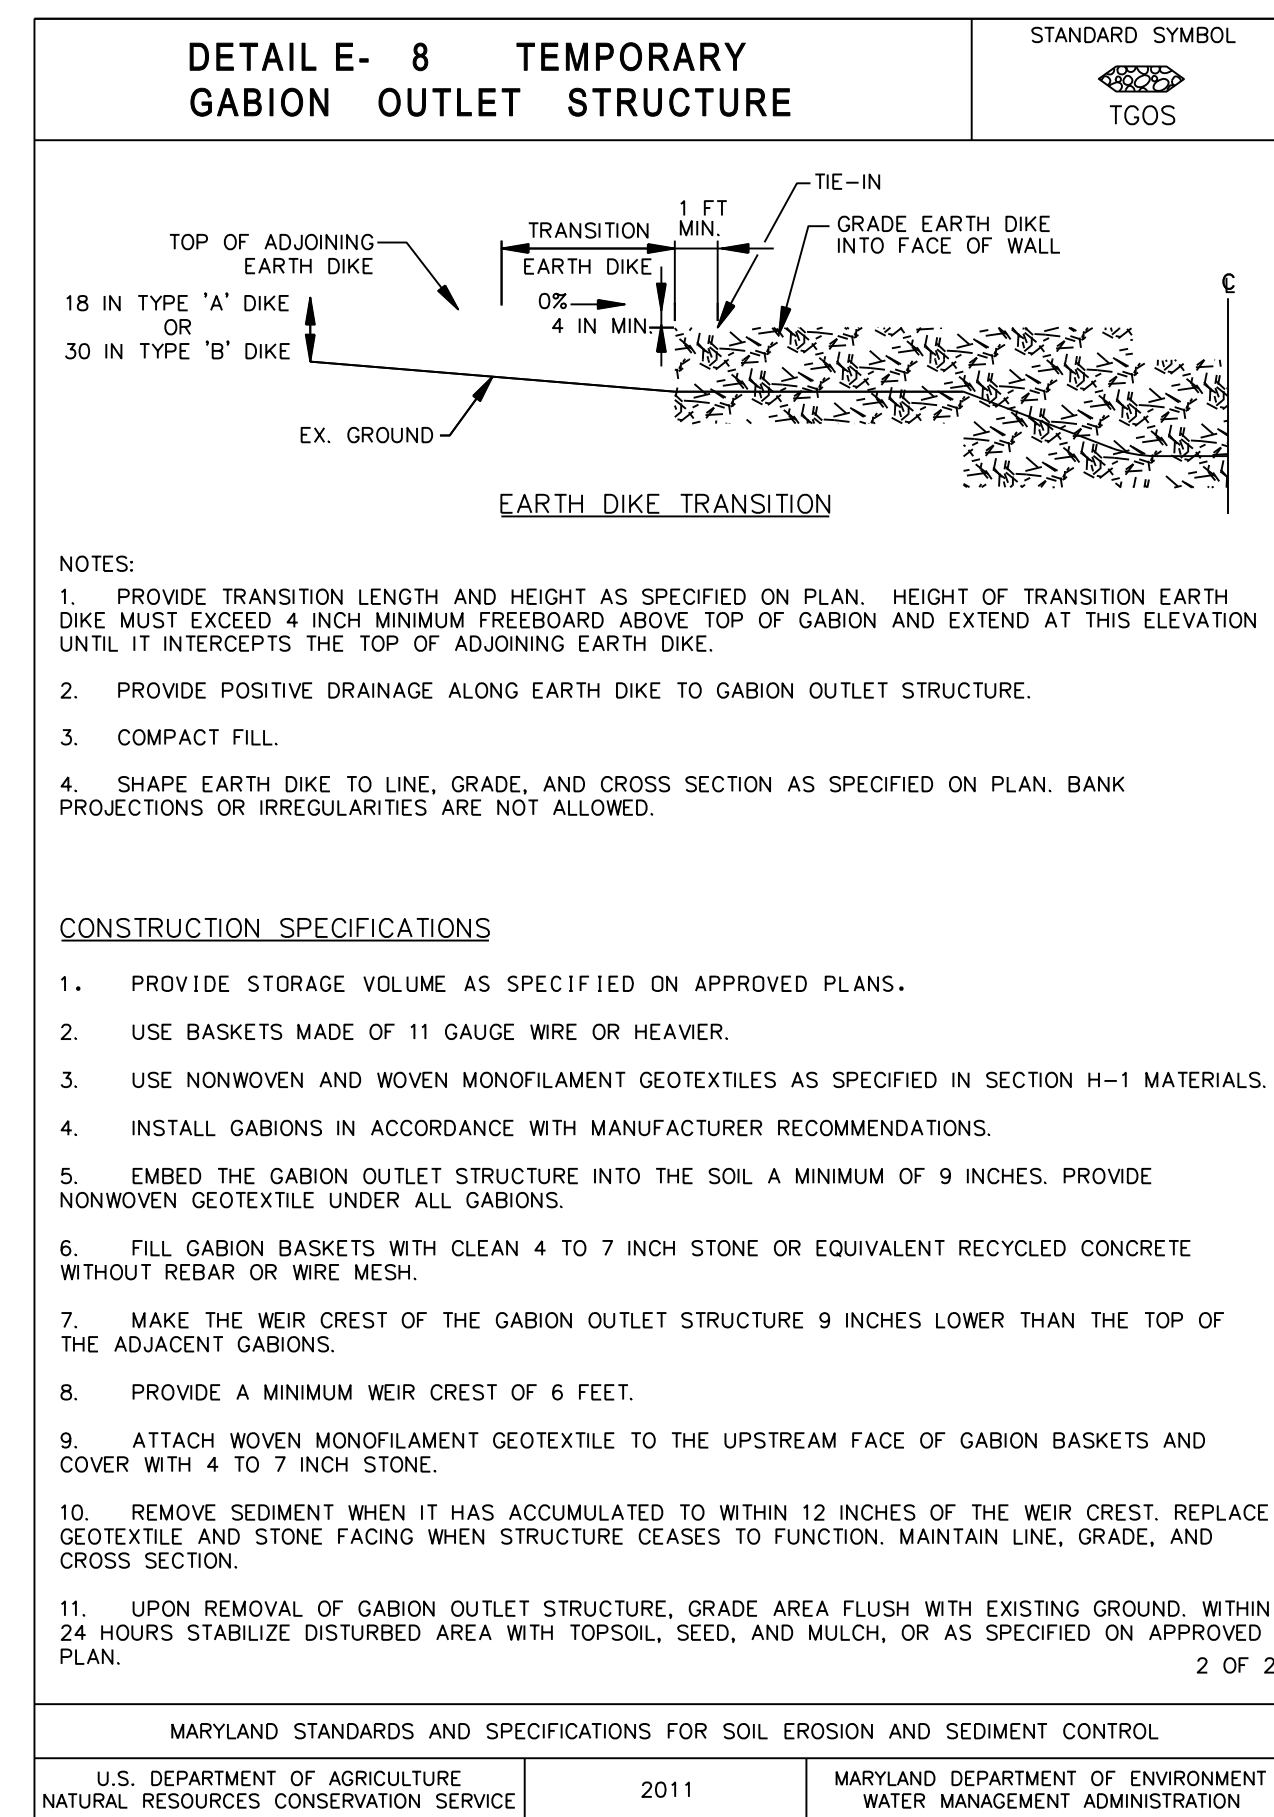 DETAIL E- 8 TEMPORARY
GABION OUTLET STRUCTURE
STANDARD SYMBOL
TGOS
TIE-IN
1 FT
MIN.
TRANSITION
GRADE EARTH DIKE
INTO FACE OF WALL
TOP OF ADJOINING
EARTH DIKE
EARTH DIKE
18 IN TYPE 'A' DIKE
OR
30 IN TYPE 'B' DIKE
0%
4 IN MIN.
℄
EX. GROUND
EARTH DIKE TRANSITION
NOTES:
1. PROVIDE TRANSITION LENGTH AND HEIGHT AS SPECIFIED ON PLAN. HEIGHT OF TRANSITION EARTH
DIKE MUST EXCEED 4 INCH MINIMUM FREEBOARD ABOVE TOP OF GABION AND EXTEND AT THIS ELEVATION
UNTIL IT INTERCEPTS THE TOP OF ADJOINING EARTH DIKE.
2. PROVIDE POSITIVE DRAINAGE ALONG EARTH DIKE TO GABION OUTLET STRUCTURE.
3. COMPACT FILL.
4. SHAPE EARTH DIKE TO LINE, GRADE, AND CROSS SECTION AS SPECIFIED ON PLAN. BANK
PROJECTIONS OR IRREGULARITIES ARE NOT ALLOWED.
CONSTRUCTION SPECIFICATIONS
1. PROVIDE STORAGE VOLUME AS SPECIFIED ON APPROVED PLANS.
2. USE BASKETS MADE OF 11 GAUGE WIRE OR HEAVIER.
3. USE NONWOVEN AND WOVEN MONOFILAMENT GEOTEXTILES AS SPECIFIED IN SECTION H-1 MATERIALS.
4. INSTALL GABIONS IN ACCORDANCE WITH MANUFACTURER RECOMMENDATIONS.
5. EMBED THE GABION OUTLET STRUCTURE INTO THE SOIL A MINIMUM OF 9 INCHES. PROVIDE
NONWOVEN GEOTEXTILE UNDER ALL GABIONS.
6. FILL GABION BASKETS WITH CLEAN 4 TO 7 INCH STONE OR EQUIVALENT RECYCLED CONCRETE
WITHOUT REBAR OR WIRE MESH.
7. MAKE THE WEIR CREST OF THE GABION OUTLET STRUCTURE 9 INCHES LOWER THAN THE TOP OF
THE ADJACENT GABIONS.
8. PROVIDE A MINIMUM WEIR CREST OF 6 FEET.
9. ATTACH WOVEN MONOFILAMENT GEOTEXTILE TO THE UPSTREAM FACE OF GABION BASKETS AND
COVER WITH 4 TO 7 INCH STONE.
10. REMOVE SEDIMENT WHEN IT HAS ACCUMULATED TO WITHIN 12 INCHES OF THE WEIR CREST. REPLACE
GEOTEXTILE AND STONE FACING WHEN STRUCTURE CEASES TO FUNCTION. MAINTAIN LINE, GRADE, AND
CROSS SECTION.
11. UPON REMOVAL OF GABION OUTLET STRUCTURE, GRADE AREA FLUSH WITH EXISTING GROUND. WITHIN
24 HOURS STABILIZE DISTURBED AREA WITH TOPSOIL, SEED, AND MULCH, OR AS SPECIFIED ON APPROVED
PLAN.
2 OF 2
MARYLAND STANDARDS AND SPECIFICATIONS FOR SOIL EROSION AND SEDIMENT CONTROL
U.S. DEPARTMENT OF AGRICULTURE
NATURAL RESOURCES CONSERVATION SERVICE
2011
MARYLAND DEPARTMENT OF ENVIRONMENT
WATER MANAGEMENT ADMINISTRATION